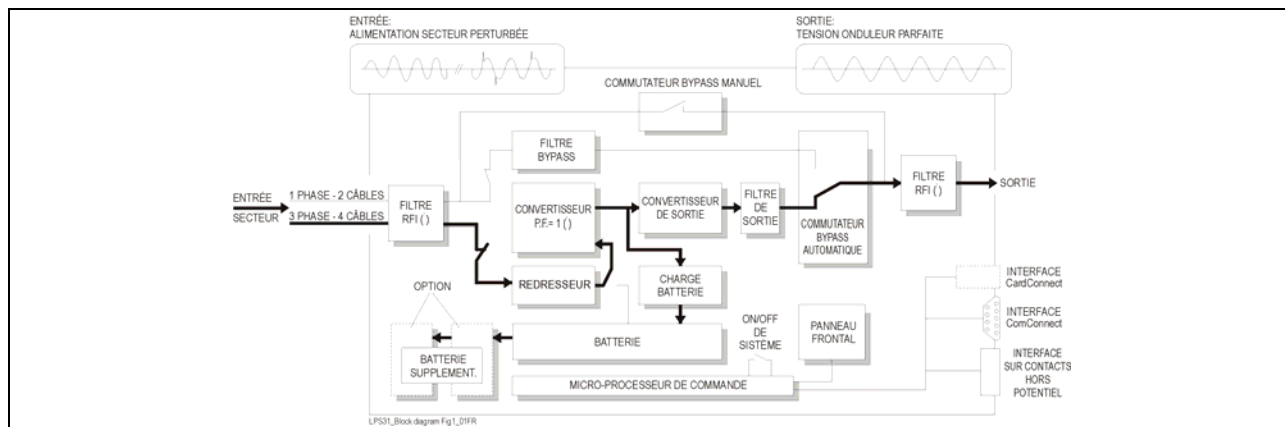 ENTRÉE:
ALIMENTATION SECTEUR PERTURBÉE
SORTIE:
TENSION ONDULEUR PARFAITE
COMMUTATEUR BYPASS MANUEL
FILTRE
BYPASS
ENTRÉE
SECTEUR
1 PHASE - 2 CÂBLES
3 PHASE - 4 CÂBLES
FILTRE
RFI ( )
CONVERTISSEUR
P.F.= 1 ( )
CONVERTISSEUR
DE SORTIE
FILTRE
DE
SORTIE
COMMUTATEUR
BYPASS
AUTOMATIQUE
FILTRE
RFI ( )
SORTIE
REDRESSEUR
CHARGE
BATTERIE
OPTION
BATTERIE
SUPPLEMENT.
BATTERIE
ON/OFF
DE
SISTÈME
PANNEAU
FRONTAL
MICRO-PROCESSEUR DE COMMANDE
INTERFACE
CardConnect
INTERFACE
ComConnect
INTERFACE
SUR CONTACTS
HORS
POTENTIEL
LPS31_Block diagram Fig1_01FR